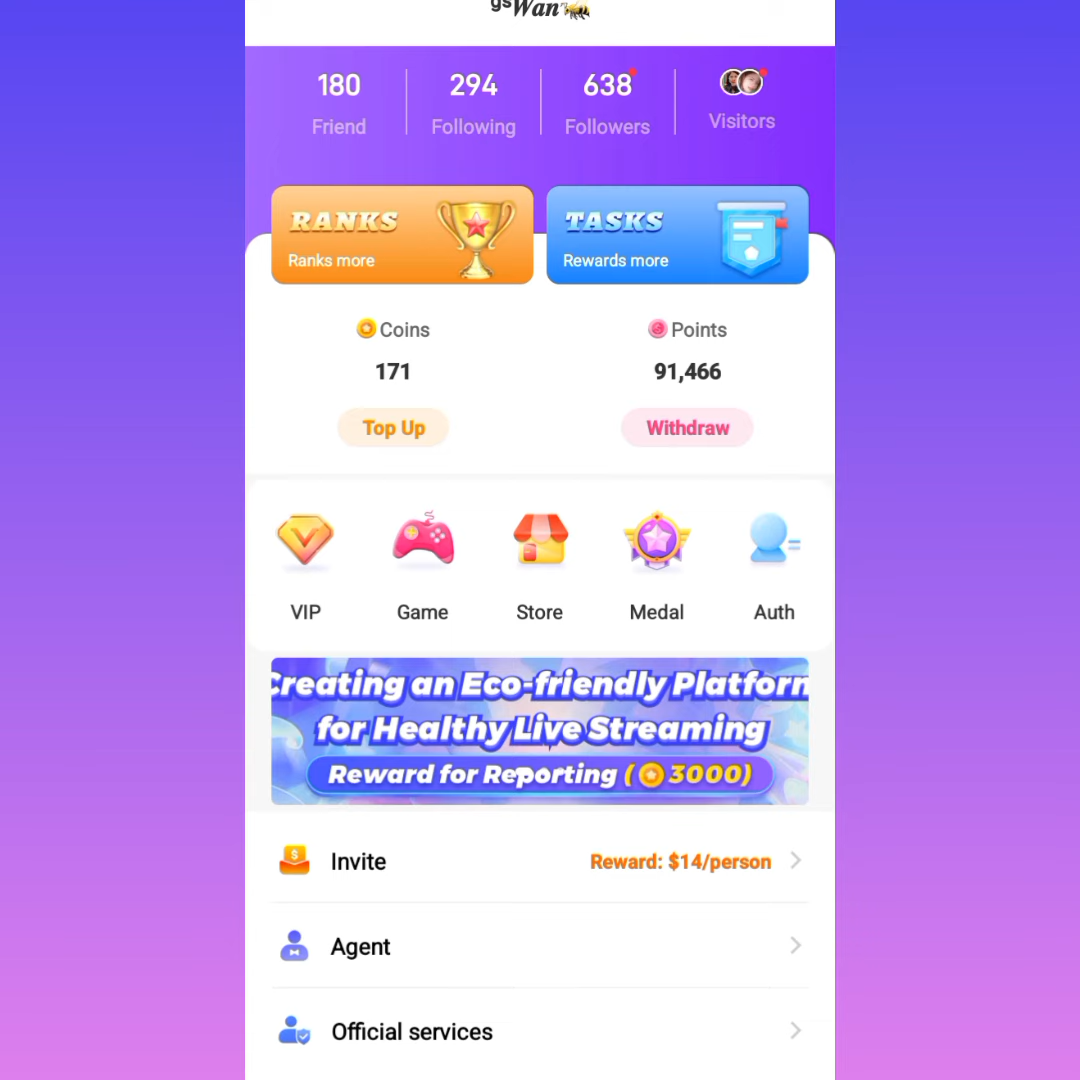 gsWan
180
294
638
Friend
Following
Followers
Visitors
RANKS
Ranks more
TASKS
Rewards more
Coins
Points
171
91,466
Top Up
Withdraw
VIP
Game
Store
Medal
Auth
Creating an Eco-friendly Platform
for Healthy Live Streaming
Reward for Reporting ( 3000)
Invite
Reward: $14/person
Agent
Official services